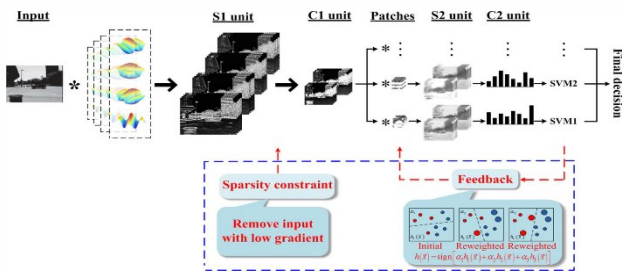 Input
S1 unit
C1 unit
Patches
S2 unit
C2 unit
SVM2
SVM1
Final decision
Sparsity constraint
Remove input
with low gradient
Feedback
Initial
Reweighted
Reweighted